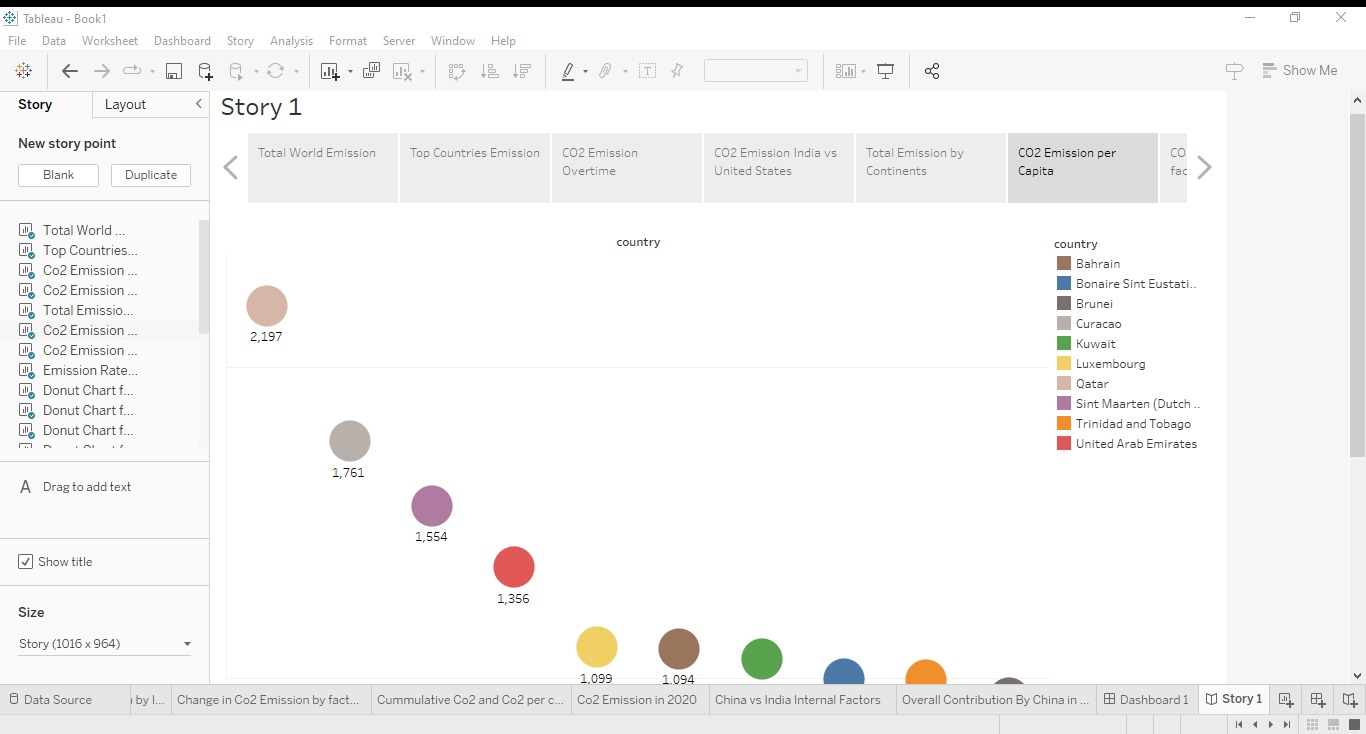 Tableau - Book1
File Data Worksheet Dashboard Story Analysis Format Server Window Help
Show Me
Story Layout
New story point
Blank Duplicate
Total World ...
Top Countries...
Co2 Emission ...
Co2 Emission ...
Total Emissio...
Co2 Emission ...
Co2 Emission ...
Emission Rate...
Donut Chart f...
Donut Chart f...
Donut Chart f...
A Drag to add text
Show title
Size
Story (1016 x 964)
Story 1
Total World Emission
Top Countries Emission
CO2 Emission
Overtime
CO2 Emission India vs
United States
Total Emission by
Continents
CO2 Emission per
Capita
CO
fac
country
2,197
1,761
1,554
1,356
1,099
1,094
country
Bahrain
Bonaire Sint Eustati..
Brunei
Curacao
Kuwait
Luxembourg
Qatar
Sint Maarten (Dutch ..
Trinidad and Tobago
United Arab Emirates
Data Source by I... Change in Co2 Emission by fact... Cummulative Co2 and Co2 per c... Co2 Emission in 2020 China vs India Internal Factors Overall Contribution By China in ... Dashboard 1 Story 1